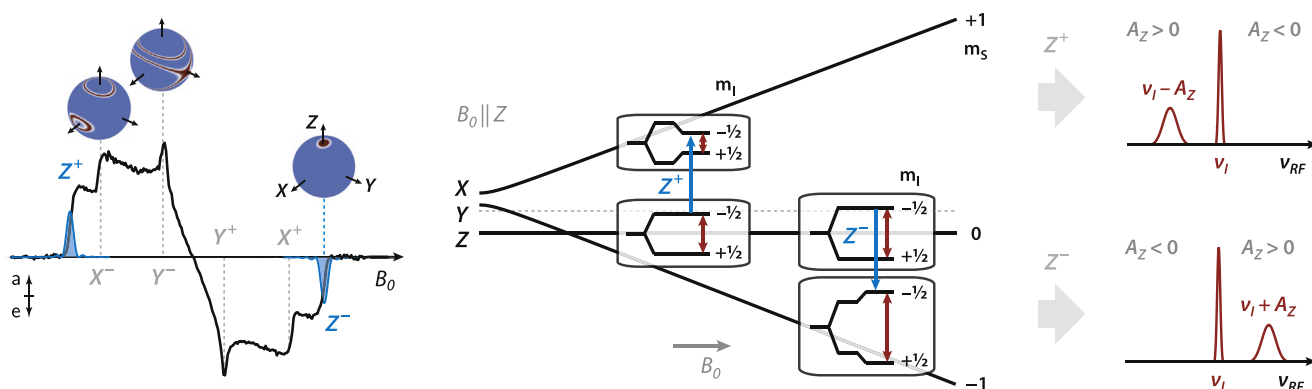 Z
X
Y
Z⁺
X⁻
Y⁻
Y⁺
X⁺
B₀
a
e
Z⁻
B₀ ∥ Z
X
Y
Z
+1
mₛ
0
−1
m_I
−½
+½
Z⁺
−½
+½
m_I
−½
+½
Z⁻
−½
+½
B₀
Z⁺
A_Z > 0
A_Z < 0
ν_I − A_Z
ν_I
ν_RF
Z⁻
A_Z < 0
A_Z > 0
ν_I + A_Z
ν_I
ν_RF